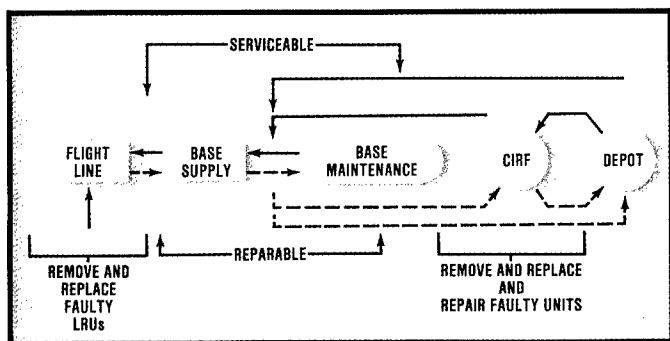 SERVICEABLE
FLIGHT
LINE
BASE
SUPPLY
BASE
MAINTENANCE
CIRF
DEPOT
REPARABLE
REMOVE AND
REPLACE
FAULTY
LRUs
REMOVE AND REPLACE
AND
REPAIR FAULTY UNITS